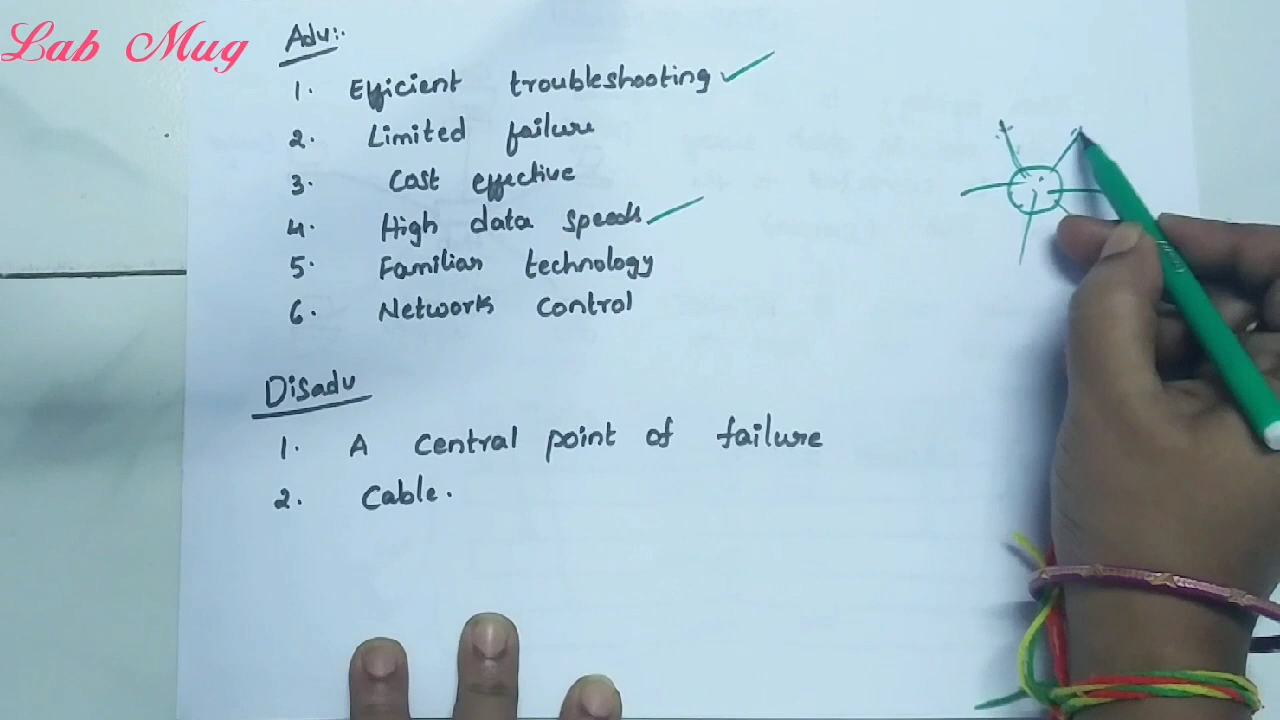 Lab Mug
Adv:-
1. Efficient troubleshooting
2. Limited failure
3. Cost effective
4. High data speeds
5. Familiar technology
6. Network control
Disadv
1. A central point of failure
2. Cable.